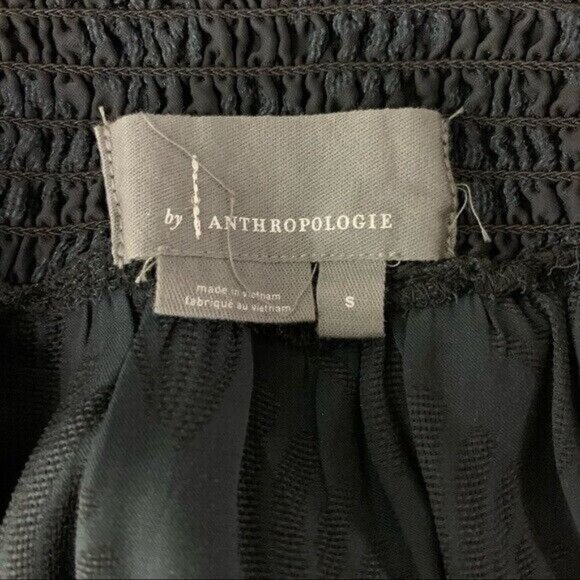 by ANTHROPOLOGIE
made in vietnam
fabriqué au vietnam
S